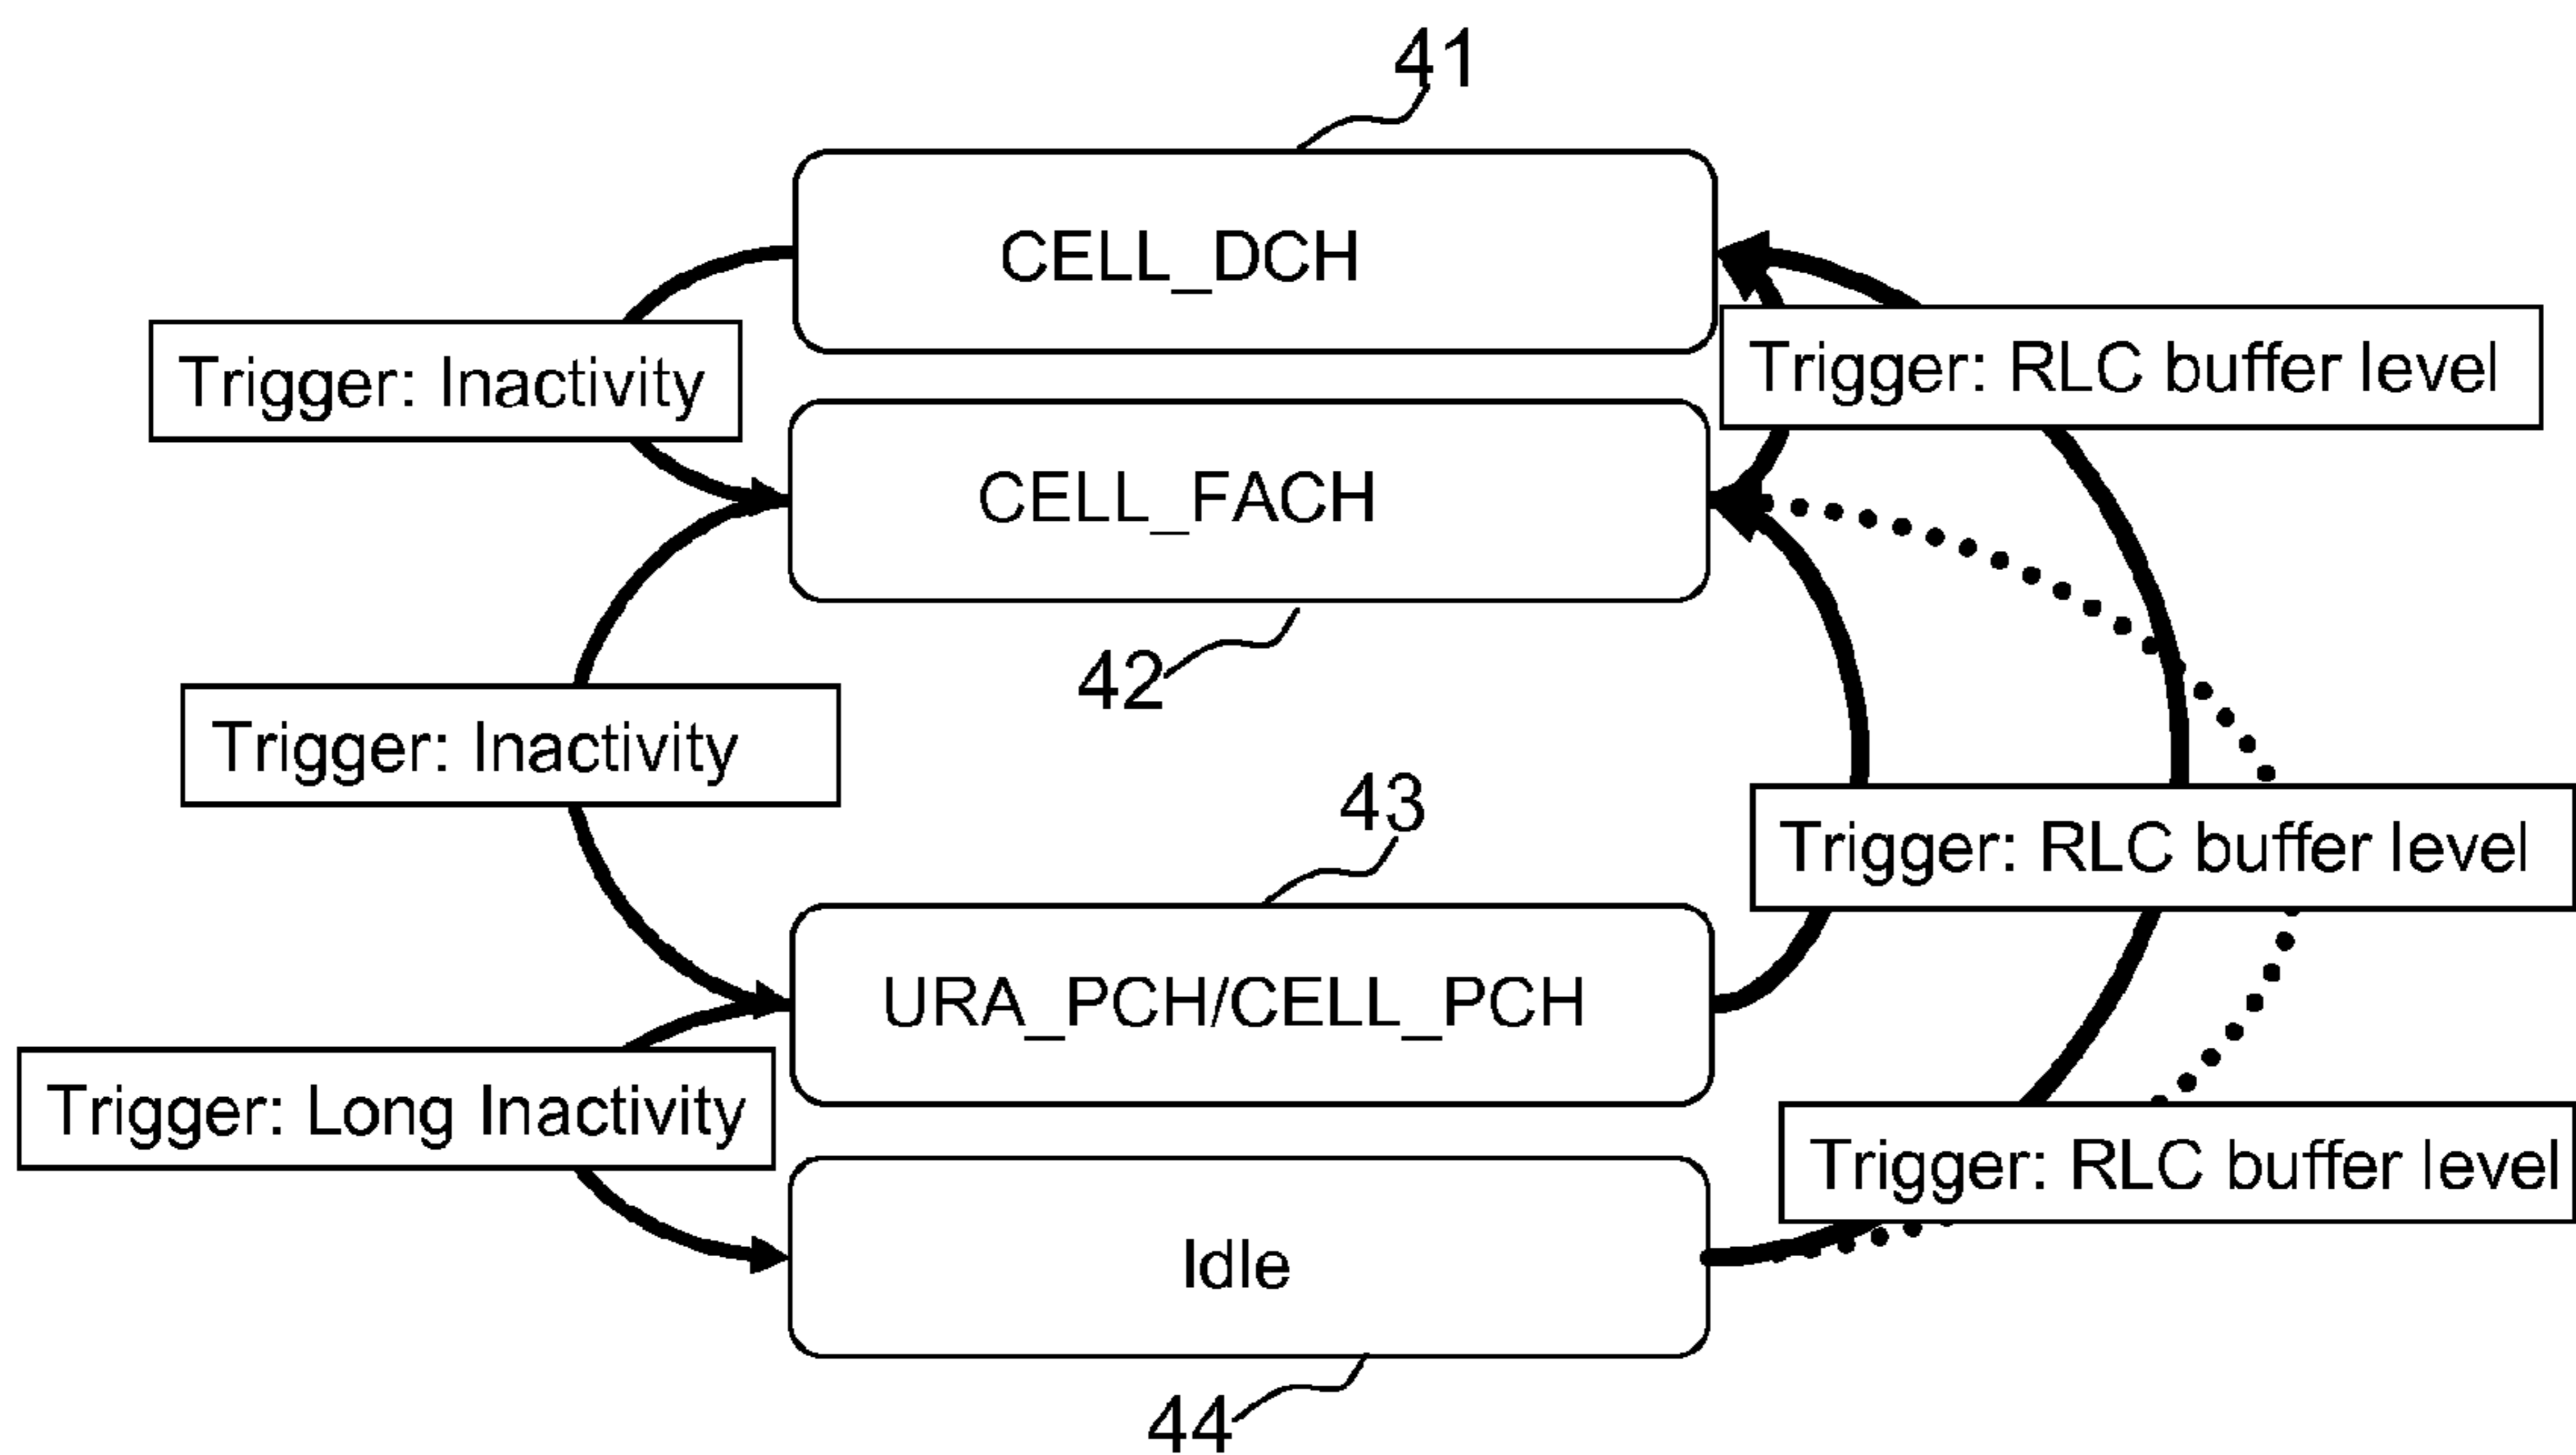 41
CELL_DCH
Trigger: Inactivity
Trigger: RLC buffer level
CELL_FACH
42
Trigger: Inactivity
43
Trigger: RLC buffer level
URA_PCH/CELL_PCH
Trigger: Long Inactivity
Trigger: RLC buffer level
Idle
44